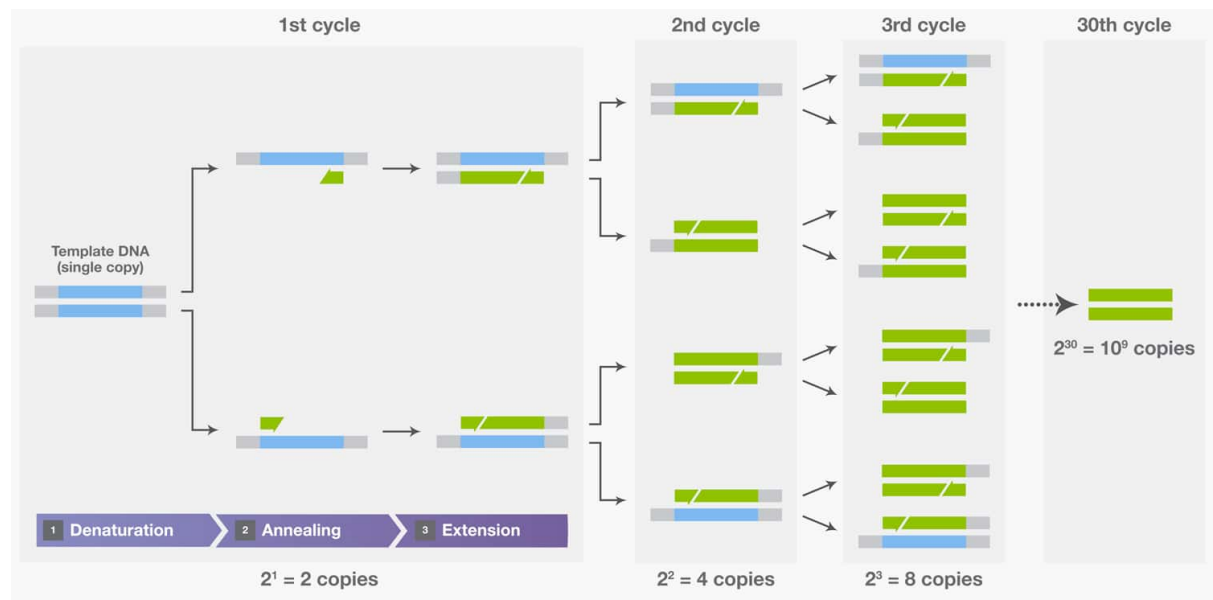 1st cycle
2nd cycle
3rd cycle
30th cycle
Template DNA
(single copy)
2³⁰ = 10⁹ copies
1 Denaturation
2 Annealing
3 Extension
2¹ = 2 copies
2² = 4 copies
2³ = 8 copies